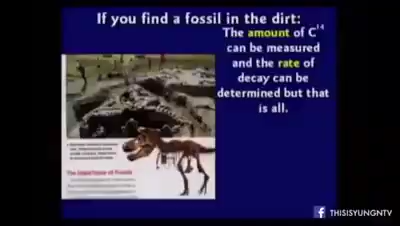 If you find a fossil in the dirt:
The amount of C14
can be measured
and the rate of
decay can be
determined but that
is all.
The Importance of Fossils
THISISYUNGNTV